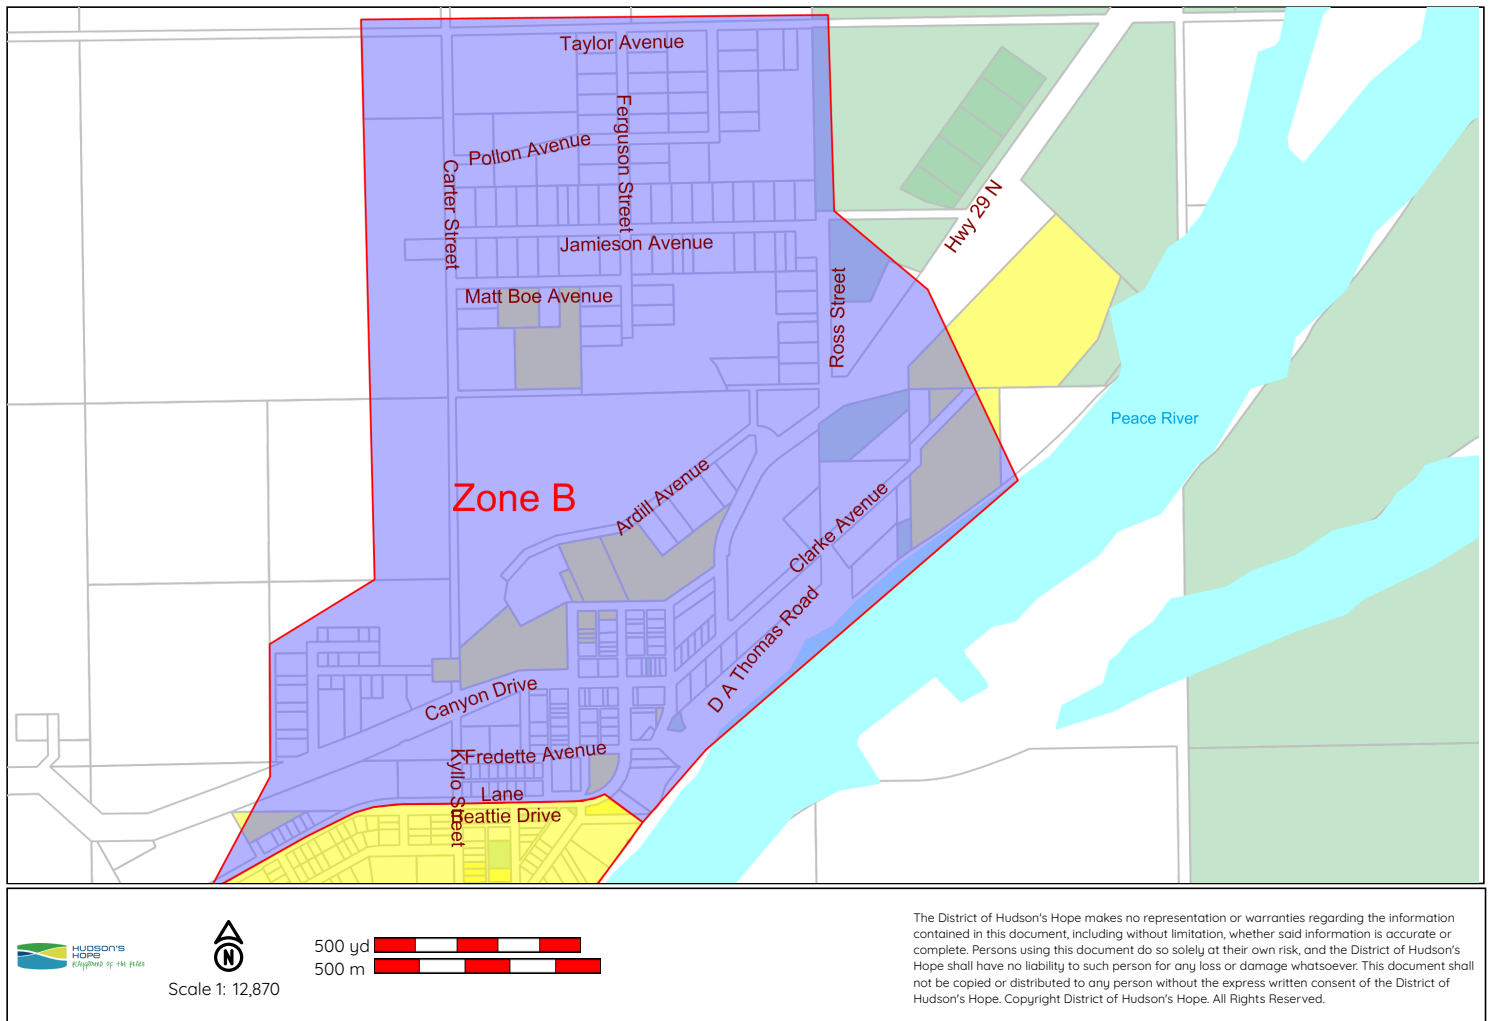 Taylor Avenue
Ferguson Street
Pollon Avenue
Carter Street
Hwy 29 N
Jamieson Avenue
Matt Boe Avenue
Ross Street
Peace River
Zone B
Ardill Avenue
Clarke Avenue
D A Thomas Road
Canyon Drive
Fredette Avenue
Kyllo Street
Lane
Beattie Drive
HUDSON'S
HOPE
PLAYGROUND OF THE PEACE
N
Scale 1: 12,870
500 yd
500 m
The District of Hudson's Hope makes no representation or warranties regarding the information
contained in this document, including without limitation, whether said information is accurate or
complete. Persons using this document do so solely at their own risk, and the District of Hudson's
Hope shall have no liability to such person for any loss or damage whatsoever. This document shall
not be copied or distributed to any person without the express written consent of the District of
Hudson's Hope. Copyright District of Hudson's Hope. All Rights Reserved.